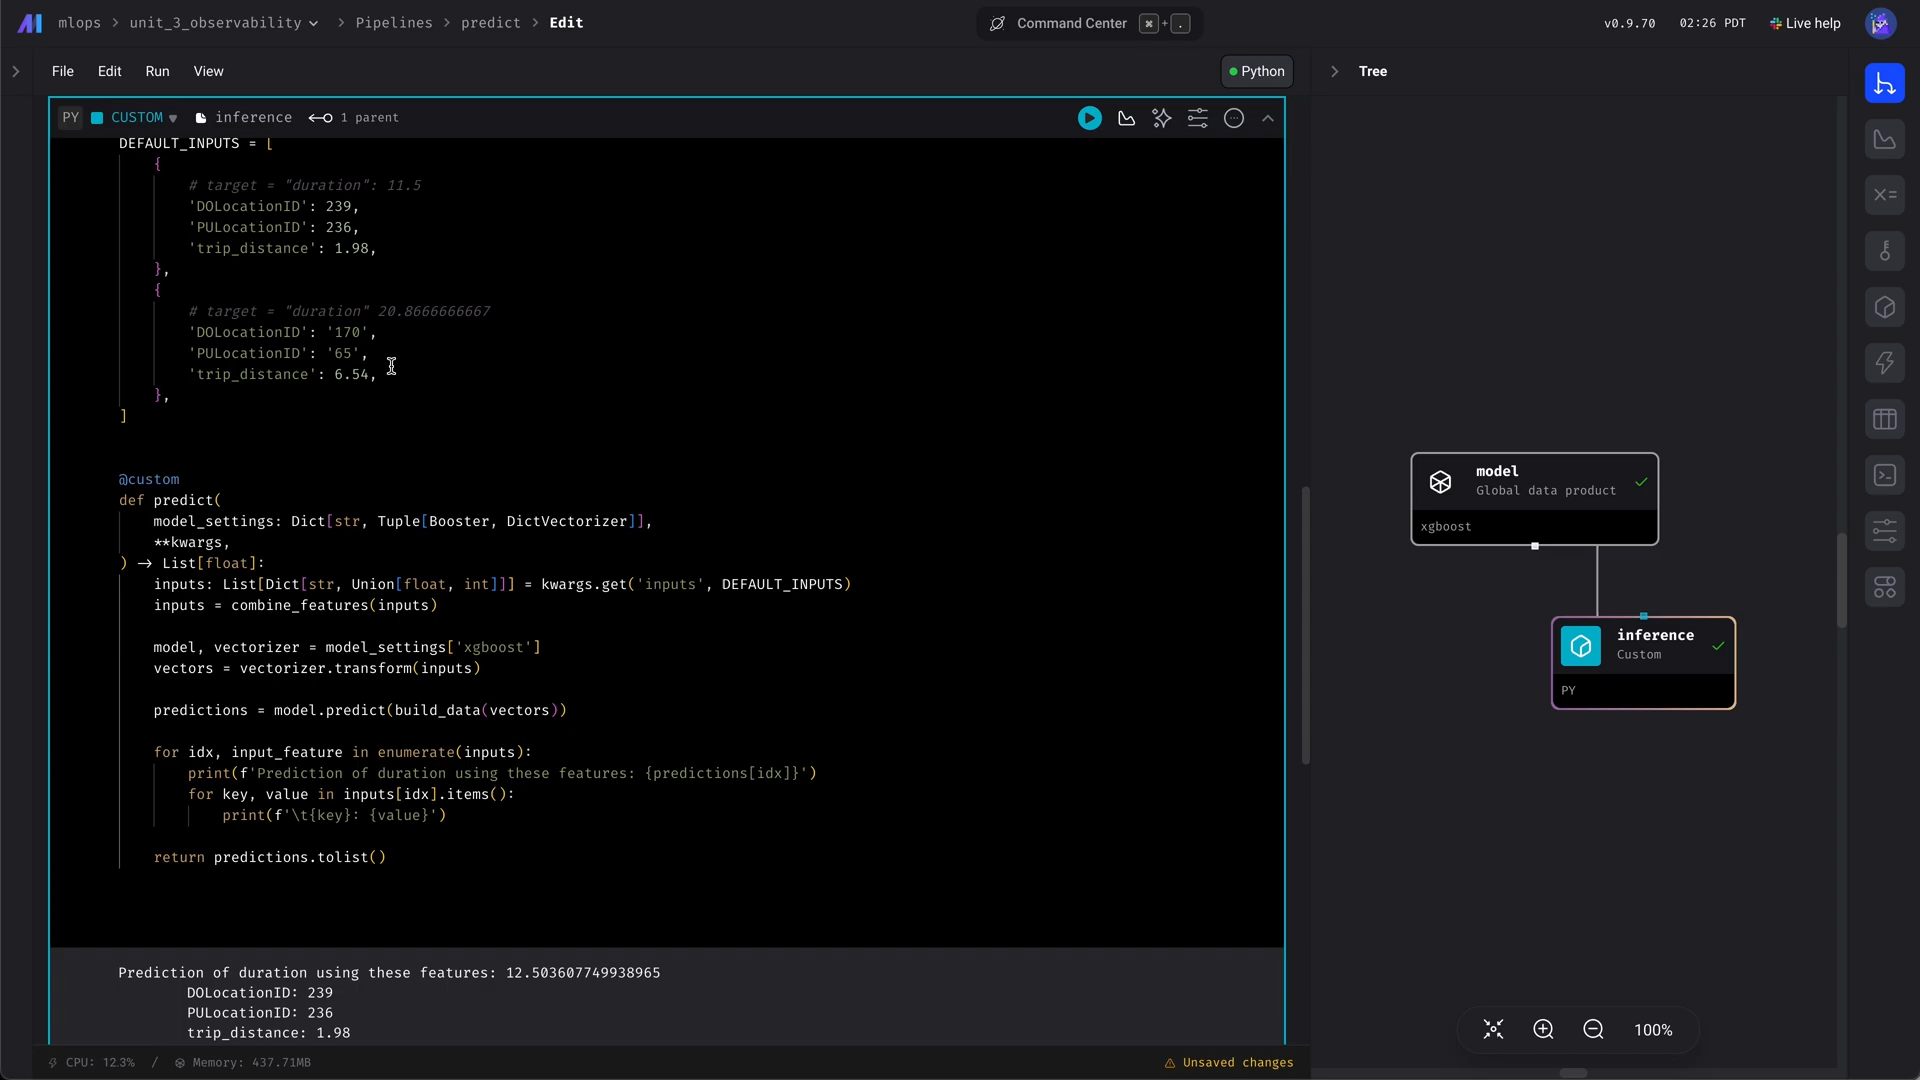 mlops > unit_3_observability > Pipelines > predict > Edit
Command Center ⌘ + .
v0.9.70 02:26 PDT Live help
File Edit Run View
Python
Tree
PY CUSTOM inference 1 parent
DEFAULT_INPUTS = [
{
# target = "duration": 11.5
'DOLocationID': 239,
'PULocationID': 236,
'trip_distance': 1.98,
},
{
# target = "duration" 20.8666666667
'DOLocationID': '170',
'PULocationID': '65',
'trip_distance': 6.54,
},
]
@custom
def predict(
model_settings: Dict[str, Tuple[Booster, DictVectorizer]],
**kwargs,
) -> List[float]:
inputs: List[Dict[str, Union[float, int]]] = kwargs.get('inputs', DEFAULT_INPUTS)
inputs = combine_features(inputs)
model, vectorizer = model_settings['xgboost']
vectors = vectorizer.transform(inputs)
predictions = model.predict(build_data(vectors))
for idx, input_feature in enumerate(inputs):
print(f'Prediction of duration using these features: {predictions[idx]}')
for key, value in inputs[idx].items():
print(f'\t{key}: {value}')
return predictions.tolist()
Prediction of duration using these features: 12.503607749938965
DOLocationID: 239
PULocationID: 236
trip_distance: 1.98
CPU: 12.3% / Memory: 437.71MB
Unsaved changes
model
Global data product
xgboost
inference
Custom
PY
100%